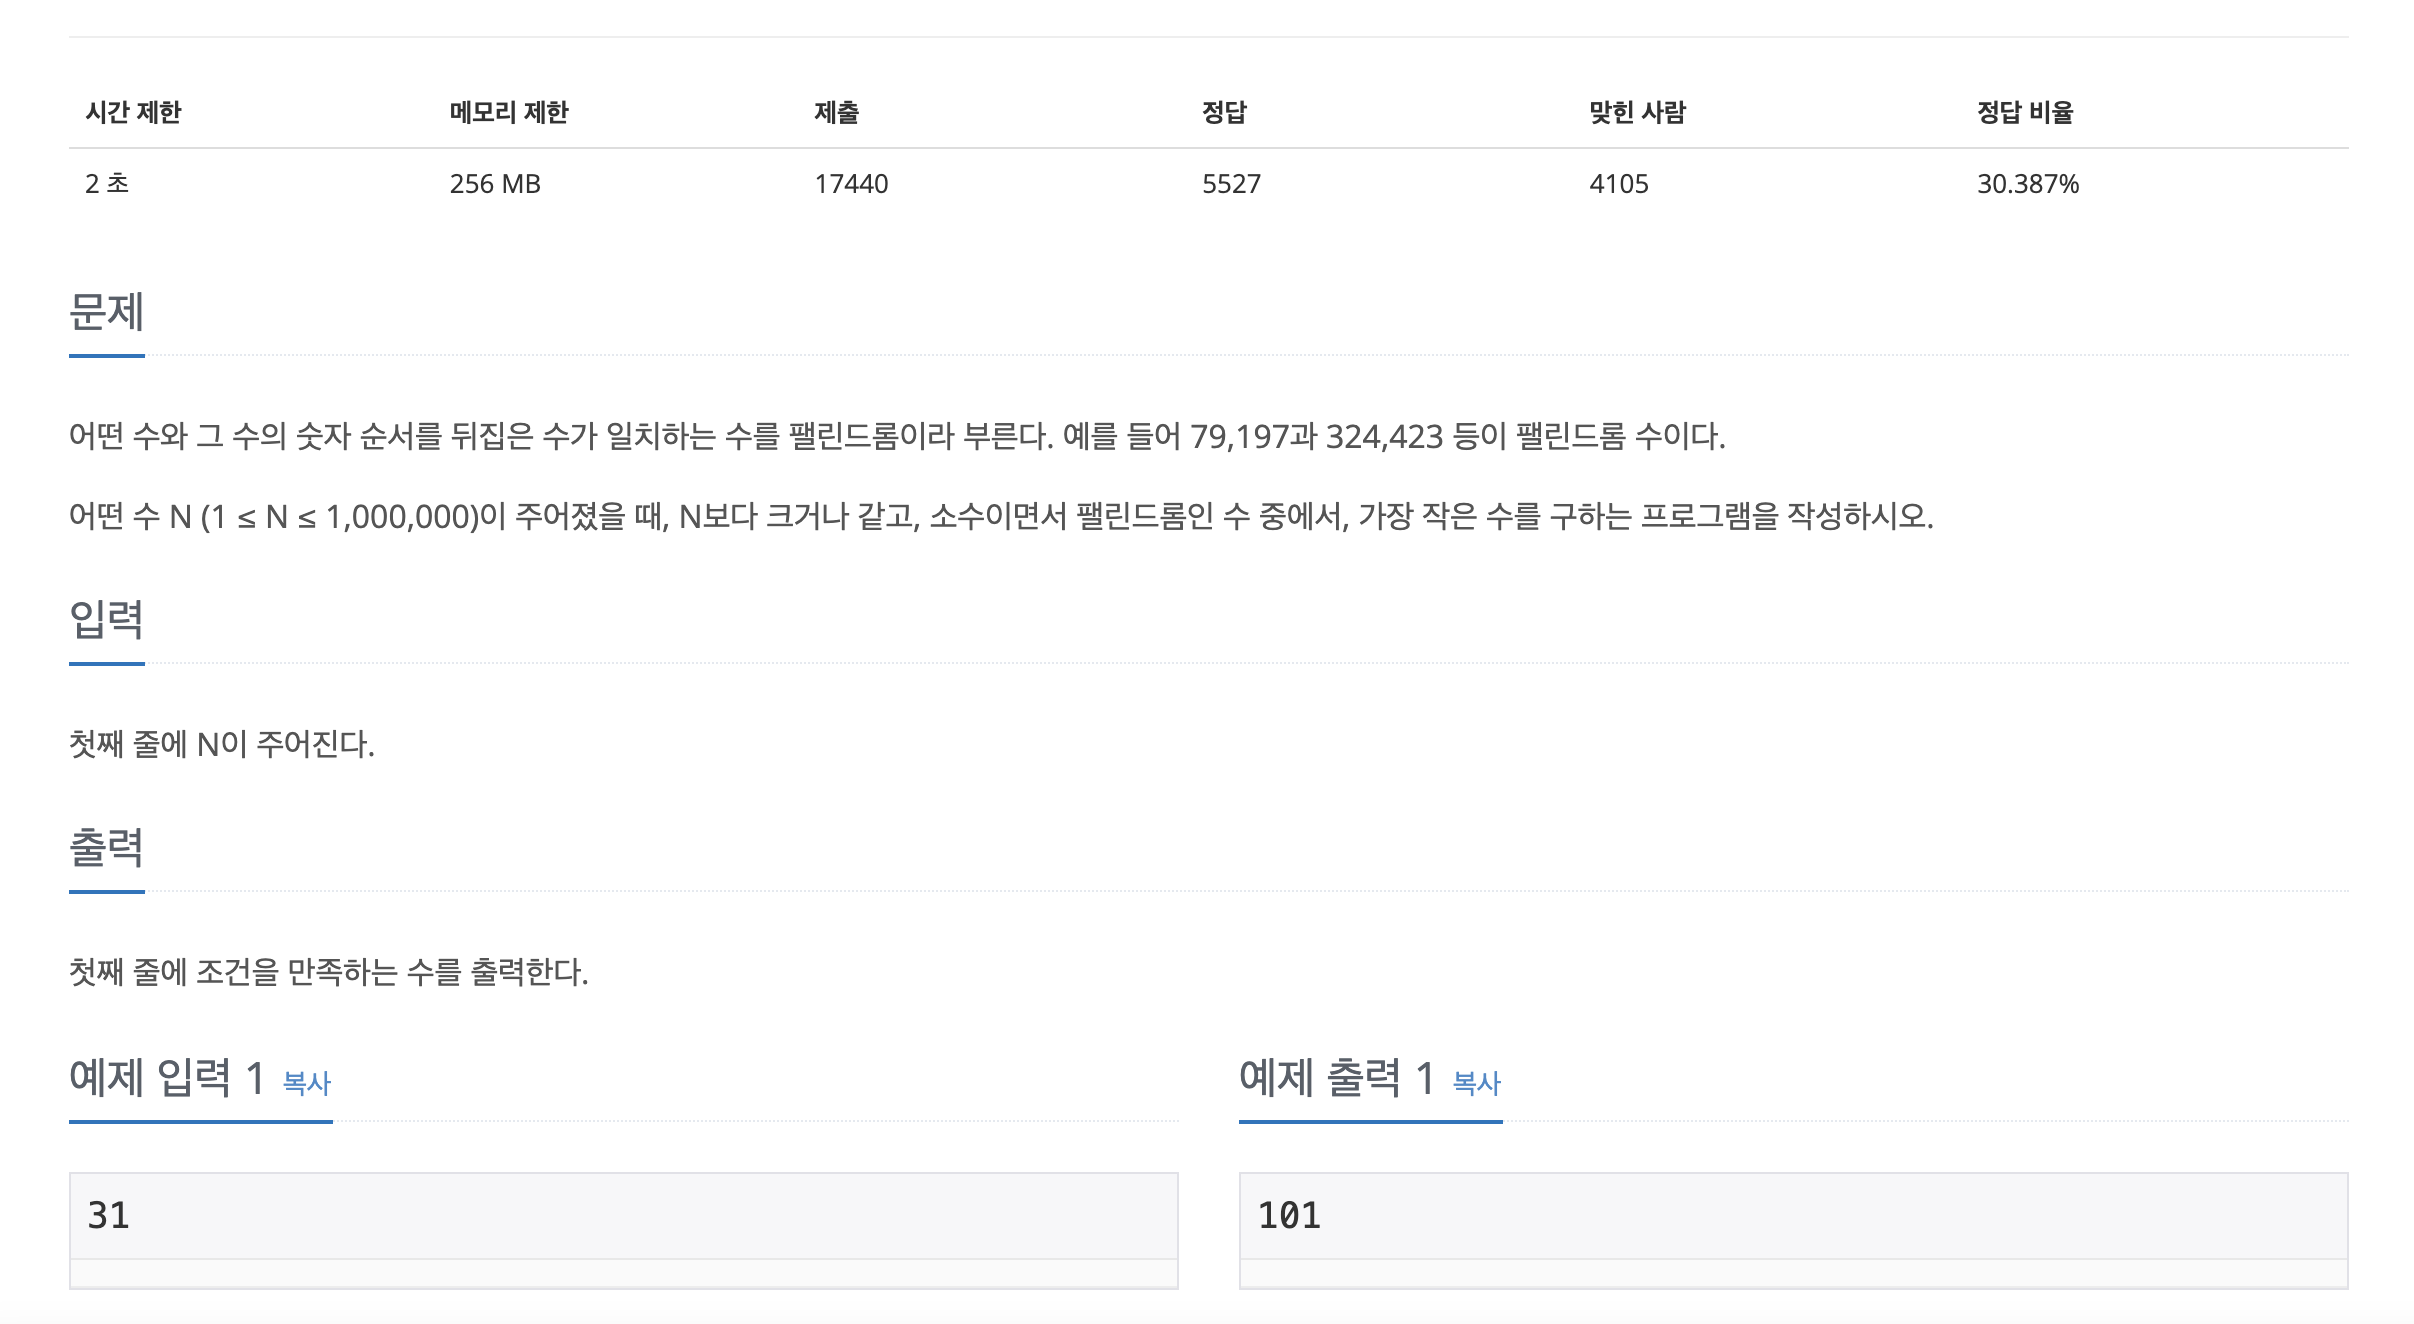 시간 제한 메모리 제한 제출 정답 맞힌 사람 정답 비율
2 초 256 MB 17440 5527 4105 30.387%
문제
어떤 수와 그 수의 숫자 순서를 뒤집은 수가 일치하는 수를 팰린드롬이라 부른다. 예를 들어 79,197과 324,423 등이 팰린드롬 수이다.
어떤 수 N (1 ≤ N ≤ 1,000,000)이 주어졌을 때, N보다 크거나 같고, 소수이면서 팰린드롬인 수 중에서, 가장 작은 수를 구하는 프로그램을 작성하시오.
입력
첫째 줄에 N이 주어진다.
출력
첫째 줄에 조건을 만족하는 수를 출력한다.
예제 입력 1 복사
31
예제 출력 1 복사
101